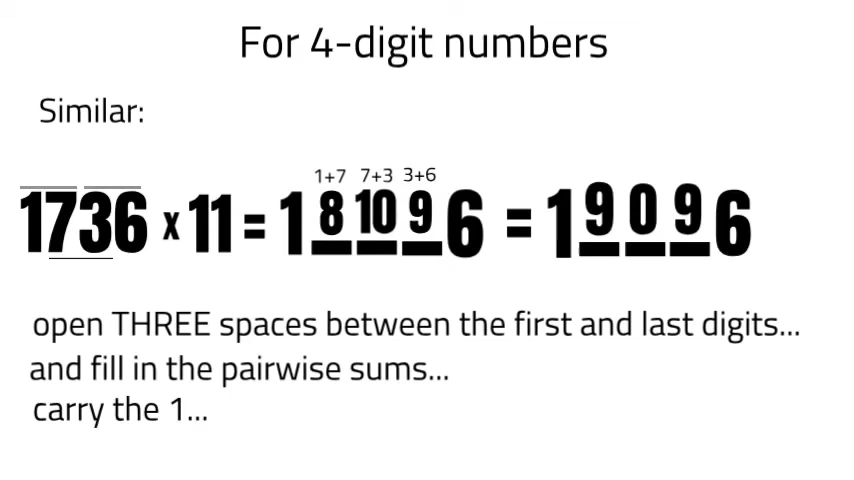 For 4-digit numbers
Similar:
1+7 7+3 3+6
1736 x 11 = 1 8 10 9 6 = 1 9 0 9 6
open THREE spaces between the first and last digits...
and fill in the pairwise sums...
carry the 1...